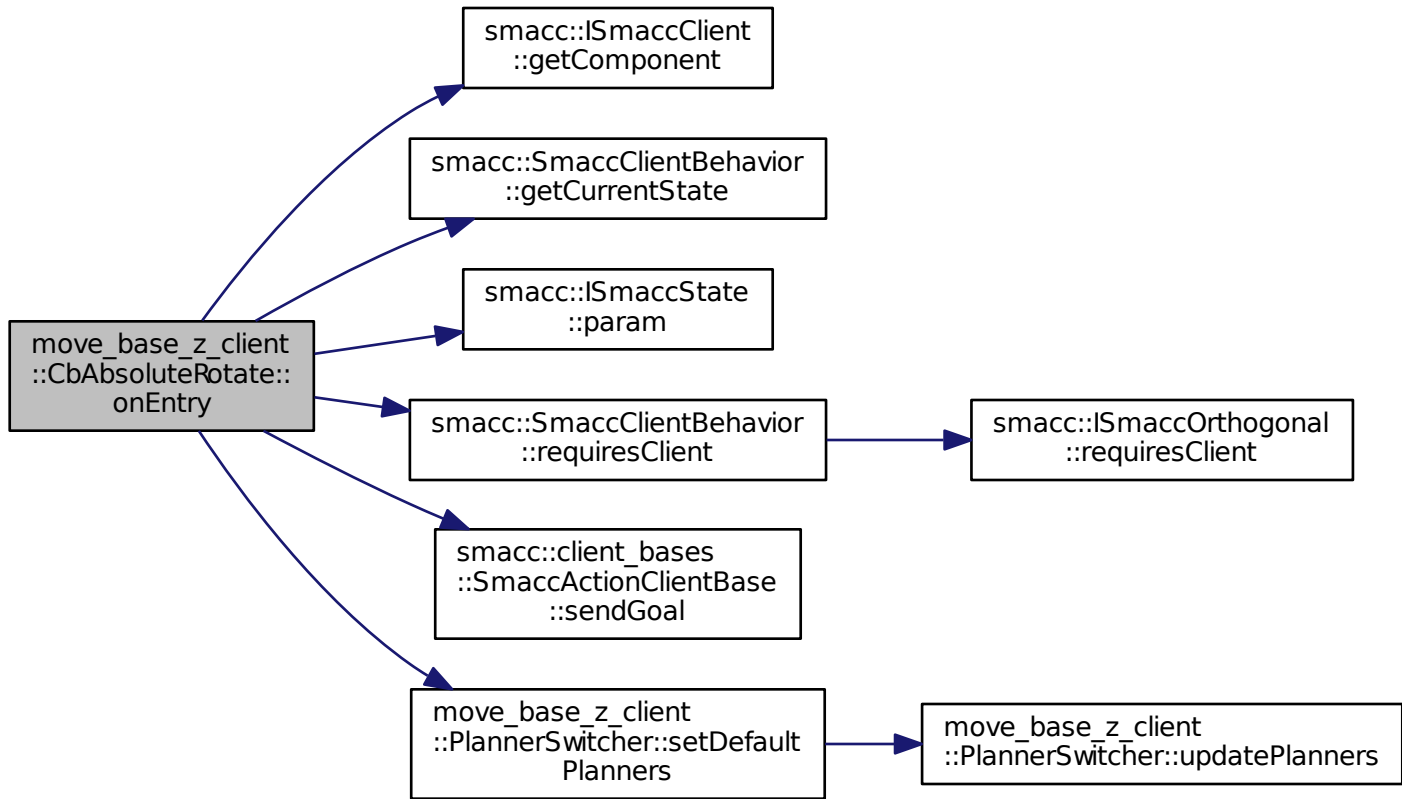 smacc::ISmaccClient
::getComponent
smacc::SmaccClientBehavior
::getCurrentState
smacc::ISmaccState
::param
move_base_z_client
::CbAbsoluteRotate::
onEntry
smacc::SmaccClientBehavior
::requiresClient
smacc::ISmaccOrthogonal
::requiresClient
smacc::client_bases
::SmaccActionClientBase
::sendGoal
move_base_z_client
::PlannerSwitcher::setDefault
Planners
move_base_z_client
::PlannerSwitcher::updatePlanners